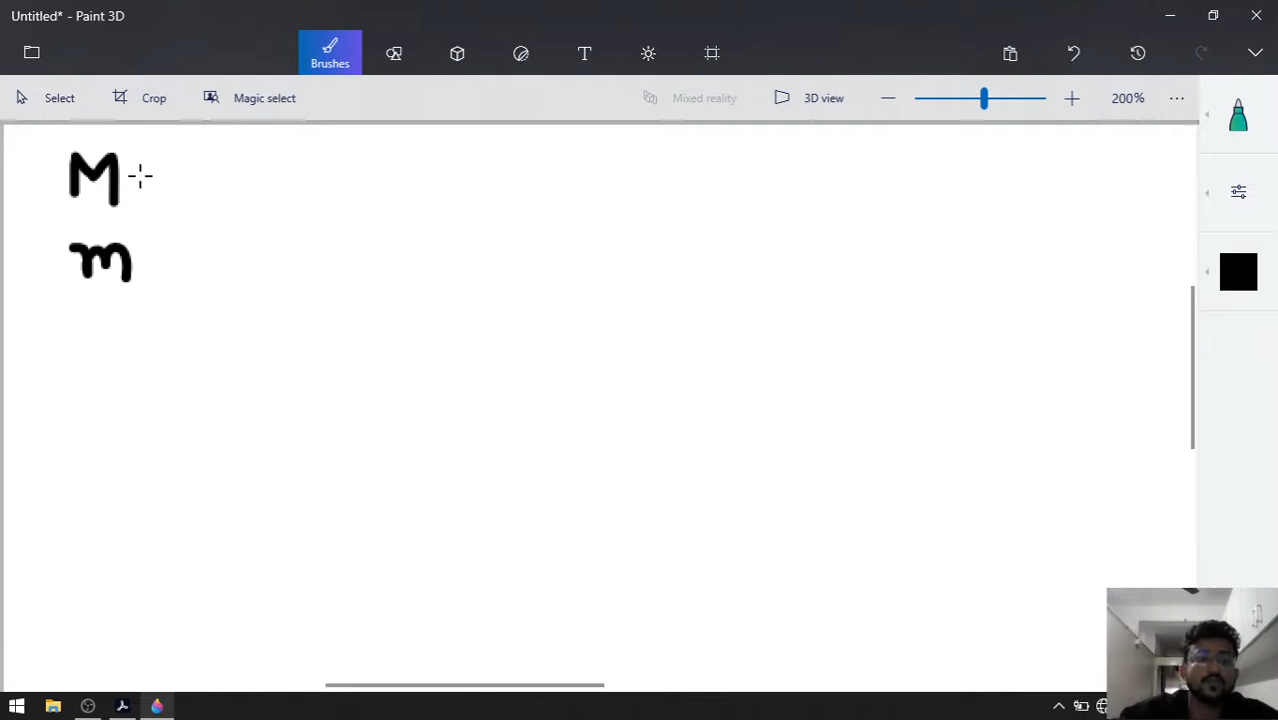 Untitled* - Paint 3D
Brushes
Select Crop Magic select Mixed reality 3D view 200%
M
m